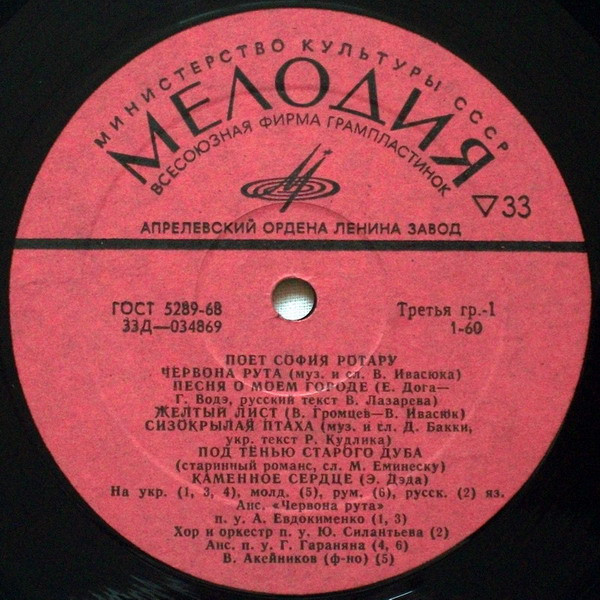 МИНИСТЕРСТВО КУЛЬТУРЫ СССР
МЕЛОДИЯ
ВСЕСОЮЗНАЯ ФИРМА ГРАМПЛАСТИНОК
▽33
АПРЕЛЕВСКИЙ ОРДЕНА ЛЕНИНА ЗАВОД
ГОСТ 5289-68
33Д—034869
Третья гр.-1
1-60
ПОЕТ СОФИЯ РОТАРУ
ЧЕРВОНА РУТА (муз. и сл. В. Ивасюка)
ПЕСНЯ О МОЕМ ГОРОДЕ (Е. Дога—
Г. Водэ, русский текст В. Лазарева)
ЖЕЛТЫЙ ЛИСТ (В. Громцев—В. Ивасюк)
СИЗОКРЫЛАЯ ПТАХА (муз. и сл. Д. Бакки,
укр. текст Р. Кудлика)
ПОД ТЕНЬЮ СТАРОГО ДУБА
(старинный романс, сл. М. Еминеску)
КАМЕННОЕ СЕРДЦЕ (Э. Дэда)
На укр. (1, 3, 4), молд. (5), рум. (6), русск. (2) яз.
Анс. «Червона рута»
п. у. А. Евдокименко (1, 3)
Хор и оркестр п. у. Ю. Силантьева (2)
Анс. п. у. Г. Гараняна (4, 6)
В. Акейников (ф-но) (5)